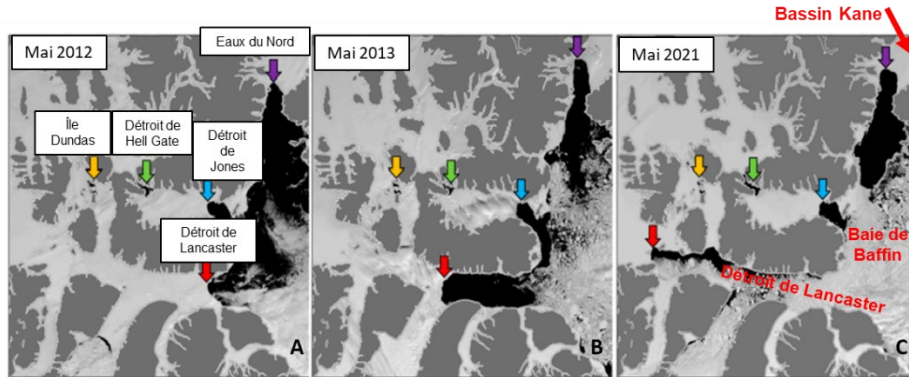 Bassin Kane
Mai 2012
Eaux du Nord
Mai 2013
Mai 2021
Île
Dundas
Détroit de
Hell Gate
Détroit
de
Jones
Détroit de
Lancaster
Baie de
Baffin
Détroit de Lancaster
A
B
C